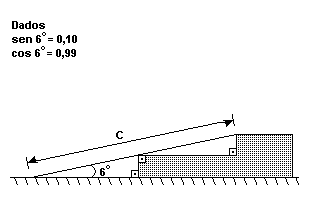 Dados
sen 6° = 0,10
cos 6° = 0,99
C
6°